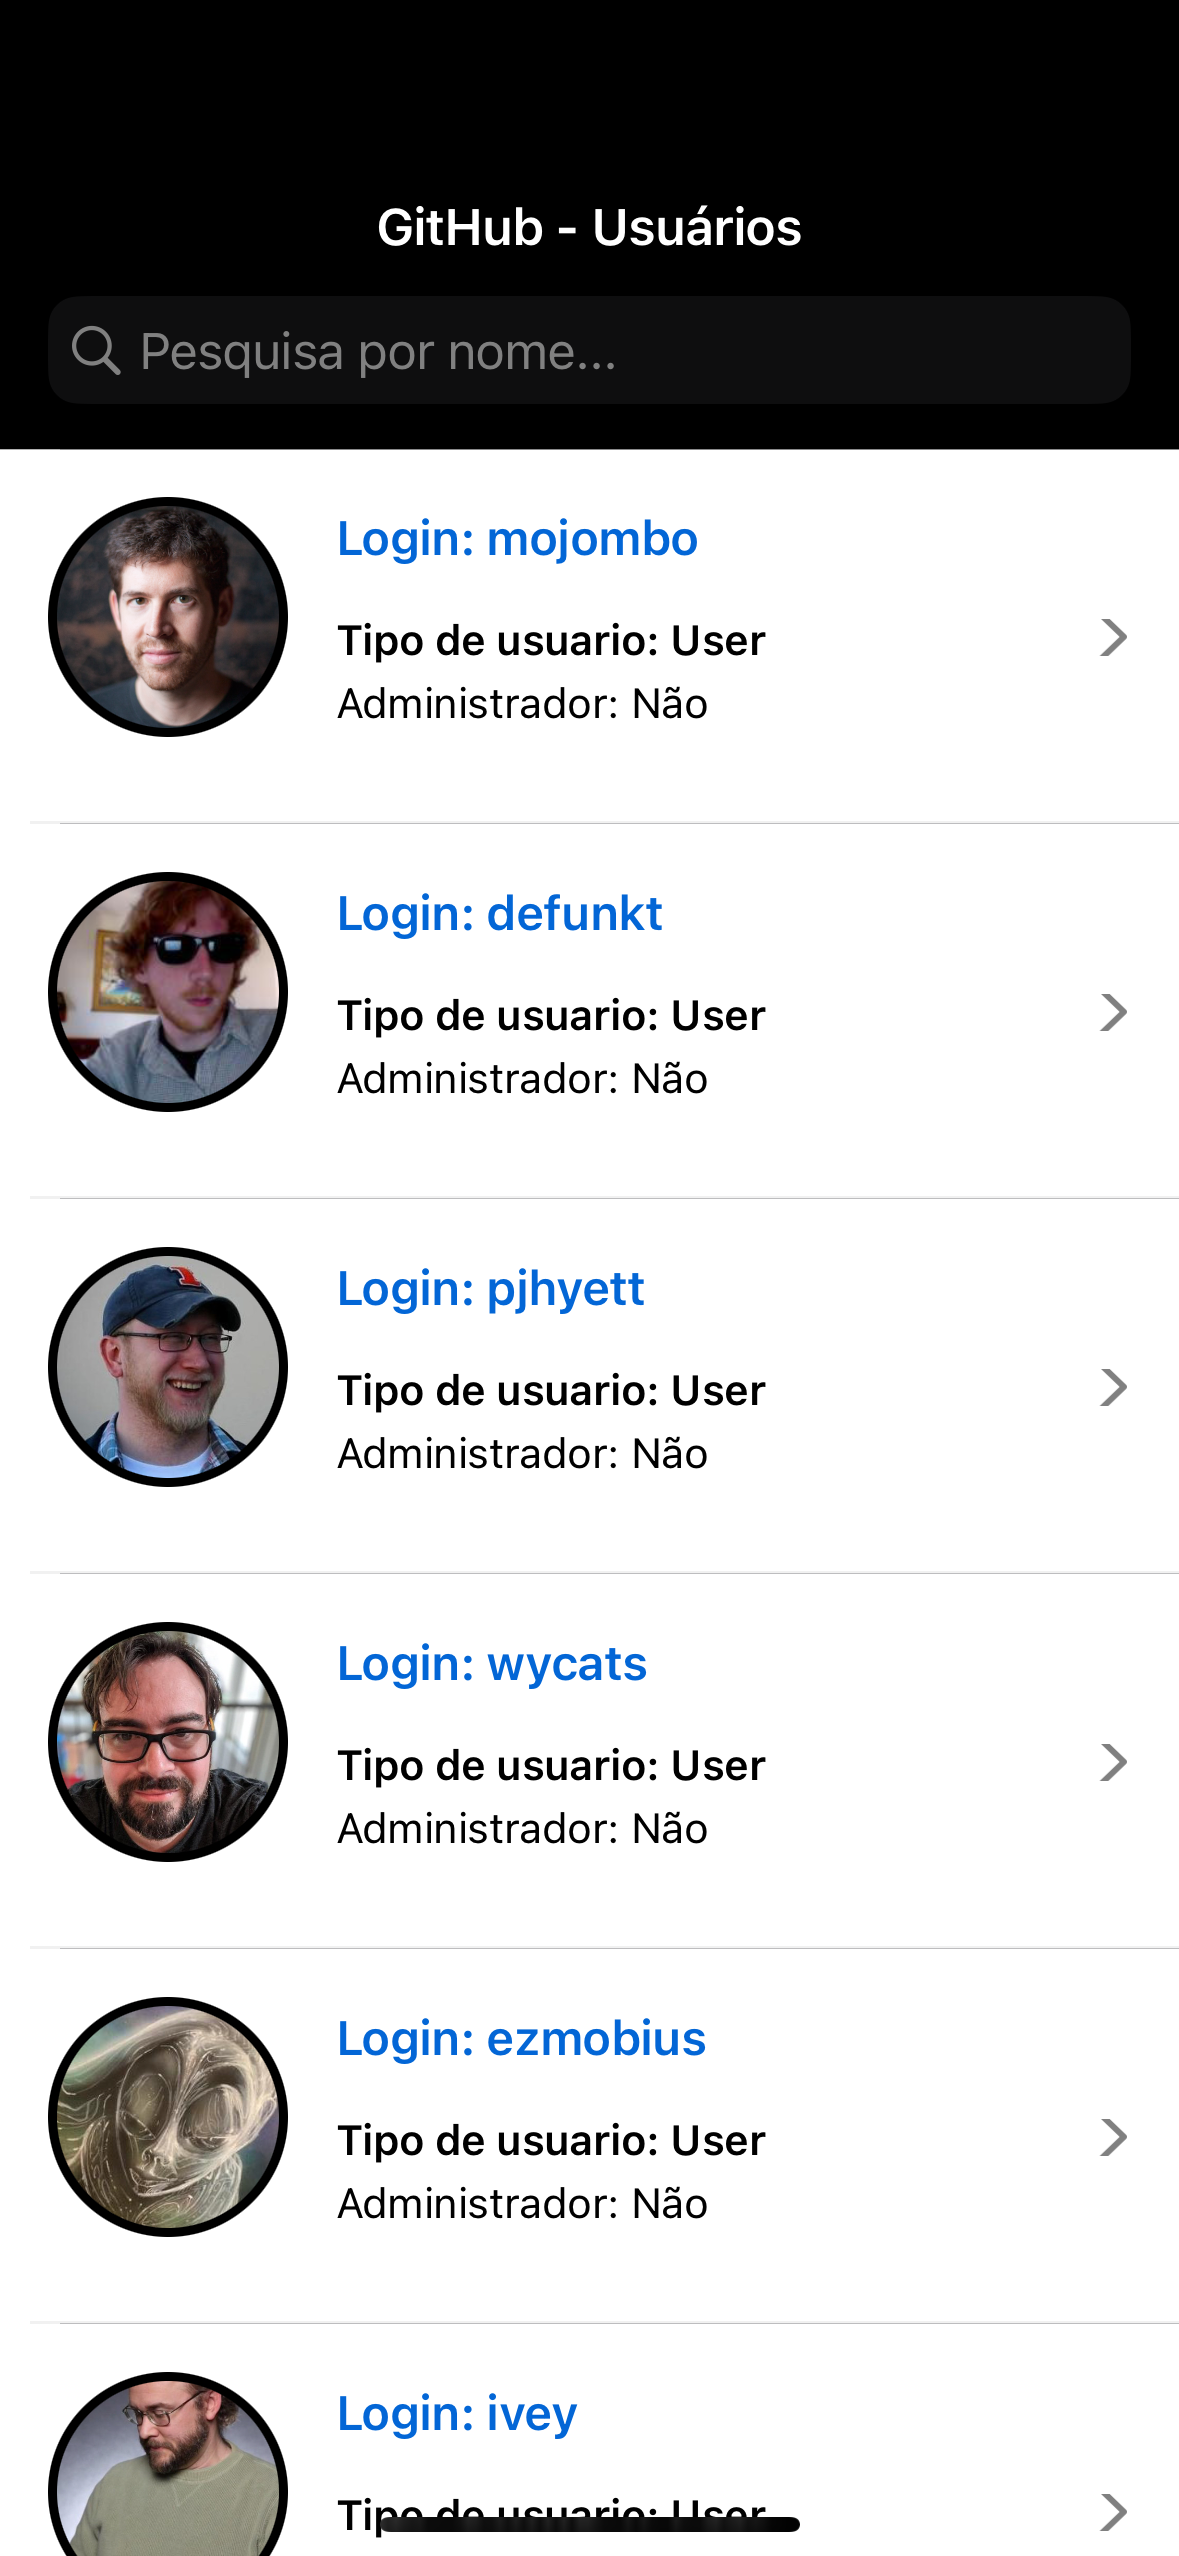 GitHub - Usuários
Pesquisa por nome...
Login: mojombo
Tipo de usuario: User
Administrador: Não
Login: defunkt
Tipo de usuario: User
Administrador: Não
Login: pjhyett
Tipo de usuario: User
Administrador: Não
Login: wycats
Tipo de usuario: User
Administrador: Não
Login: ezmobius
Tipo de usuario: User
Administrador: Não
Login: ivey
Tipo de usuario: User